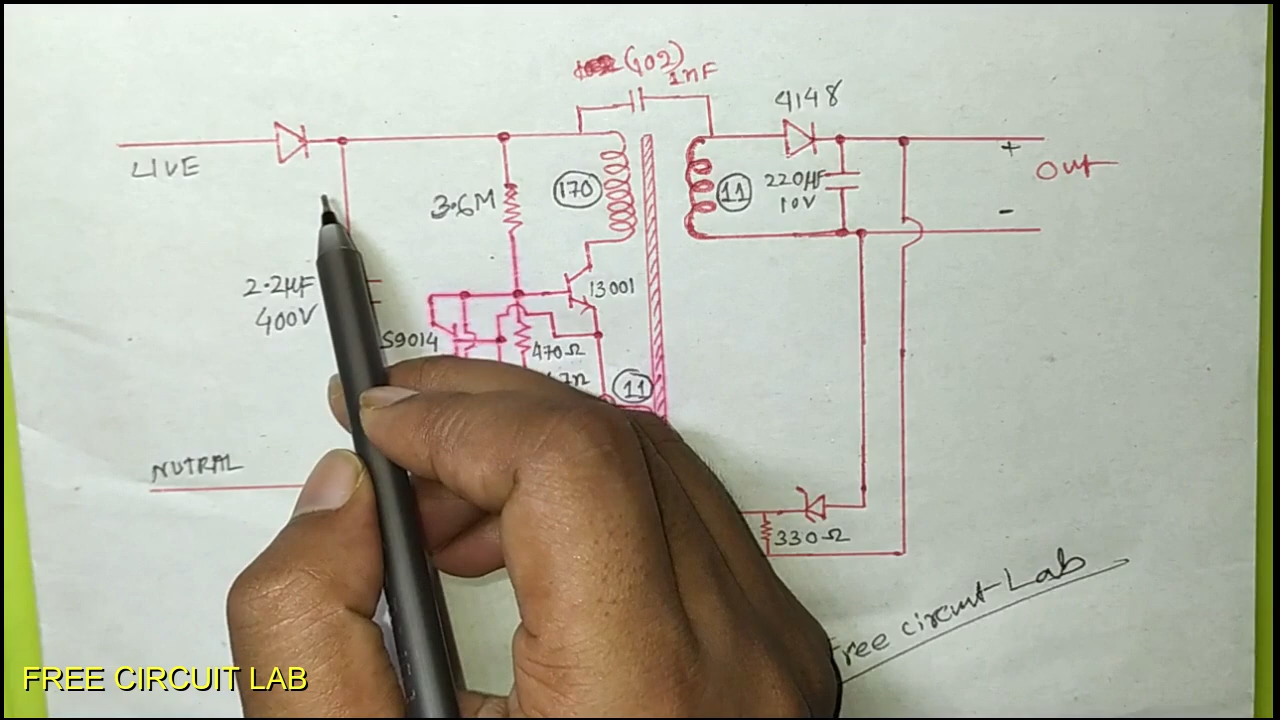 (102)
1nF
4148
LIVE
+
OUT
3.6M
170
11
220µF
10V
-
2.2µF
400V
13001
S9014
470Ω
11
NUTRAL
330Ω
Free circuit Lab
FREE CIRCUIT LAB